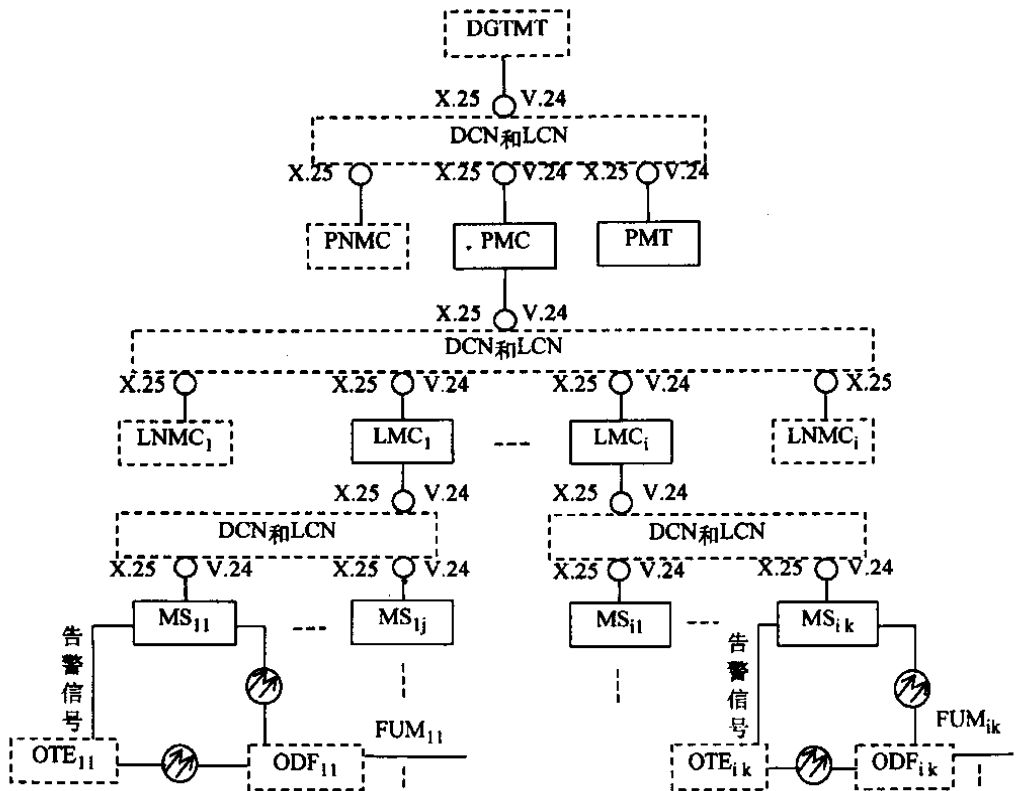 DGTMT
X.25 V.24
DCN和LCN
X.25 X.25 V.24 X.25 V.24
PNMC PMC PMT
X.25 V.24
DCN和LCN
X.25 X.25 V.24 X.25 V.24 X.25
LNMC1 LMC1 LMCi LNMCi
X.25 V.24 X.25 V.24
DCN和LCN DCN和LCN
X.25 V.24 X.25 V.24 X.25 V.24 X.25 V.24
MS11 MS1j MSi1 MSik
告警信号 告警信号
FUM11 FUMik
OTE11 ODF11 OTEik ODFik